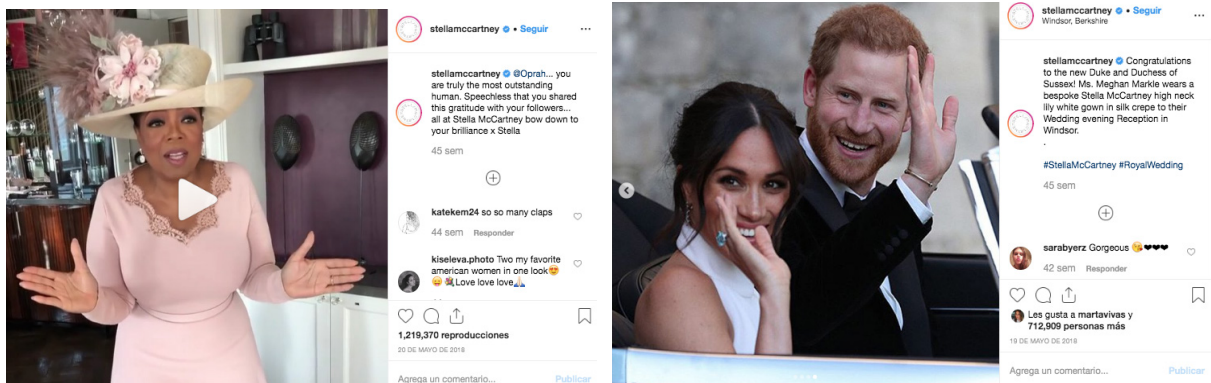 stellamccartney • Seguir
stellamccartney @Oprah... you
are truly the most outstanding
human. Speechless that you shared
this gratitude with your followers...
all at Stella McCartney bow down to
your brilliance x Stella
45 sem
katekem24 so so many claps
44 sem Responder
kiseleva.photo Two my favorite
american women in one look😍
😄💐Love love love🙏🏻
1,219,370 reproducciones
20 DE MAYO DE 2018
Agrega un comentario... Publicar
stellamccartney • Seguir
Windsor, Berkshire
stellamccartney Congratulations
to the new Duke and Duchess of
Sussex! Ms. Meghan Markle wears a
bespoke Stella McCartney high neck
lily white gown in silk crepe to their
Wedding evening Reception in
Windsor.
.
#StellaMcCartney #RoyalWedding
45 sem
sarabyerz Gorgeous 😘❤❤❤
42 sem Responder
Les gusta a martavivas y
712,909 personas más
19 DE MAYO DE 2018
Agrega un comentario... Publicar